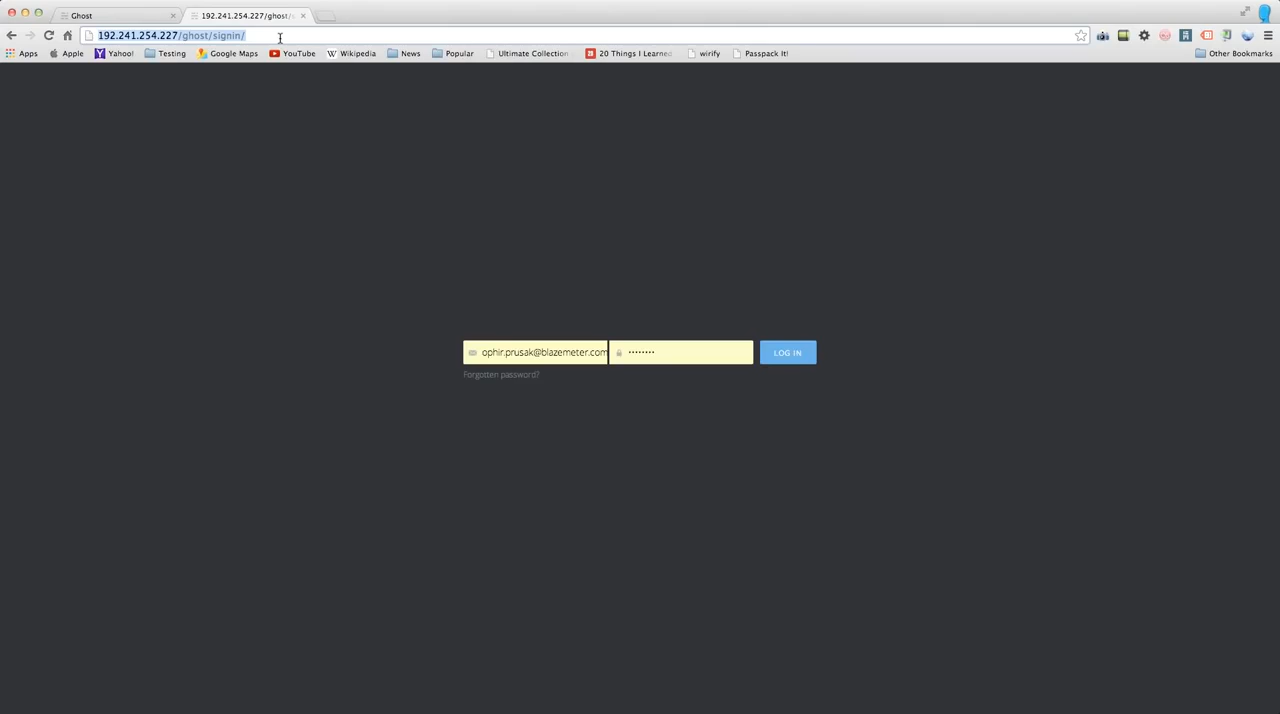 Ghost
192.241.254.227/ghost/s
192.241.254.227/ghost/signin/
Apps Apple Yahoo! Testing Google Maps YouTube Wikipedia News Popular Ultimate Collection 20 Things I Learned wirify Passpack It! Other Bookmarks
ophir.prusak@blazemeter.com •••••••• LOG IN
Forgotten password?